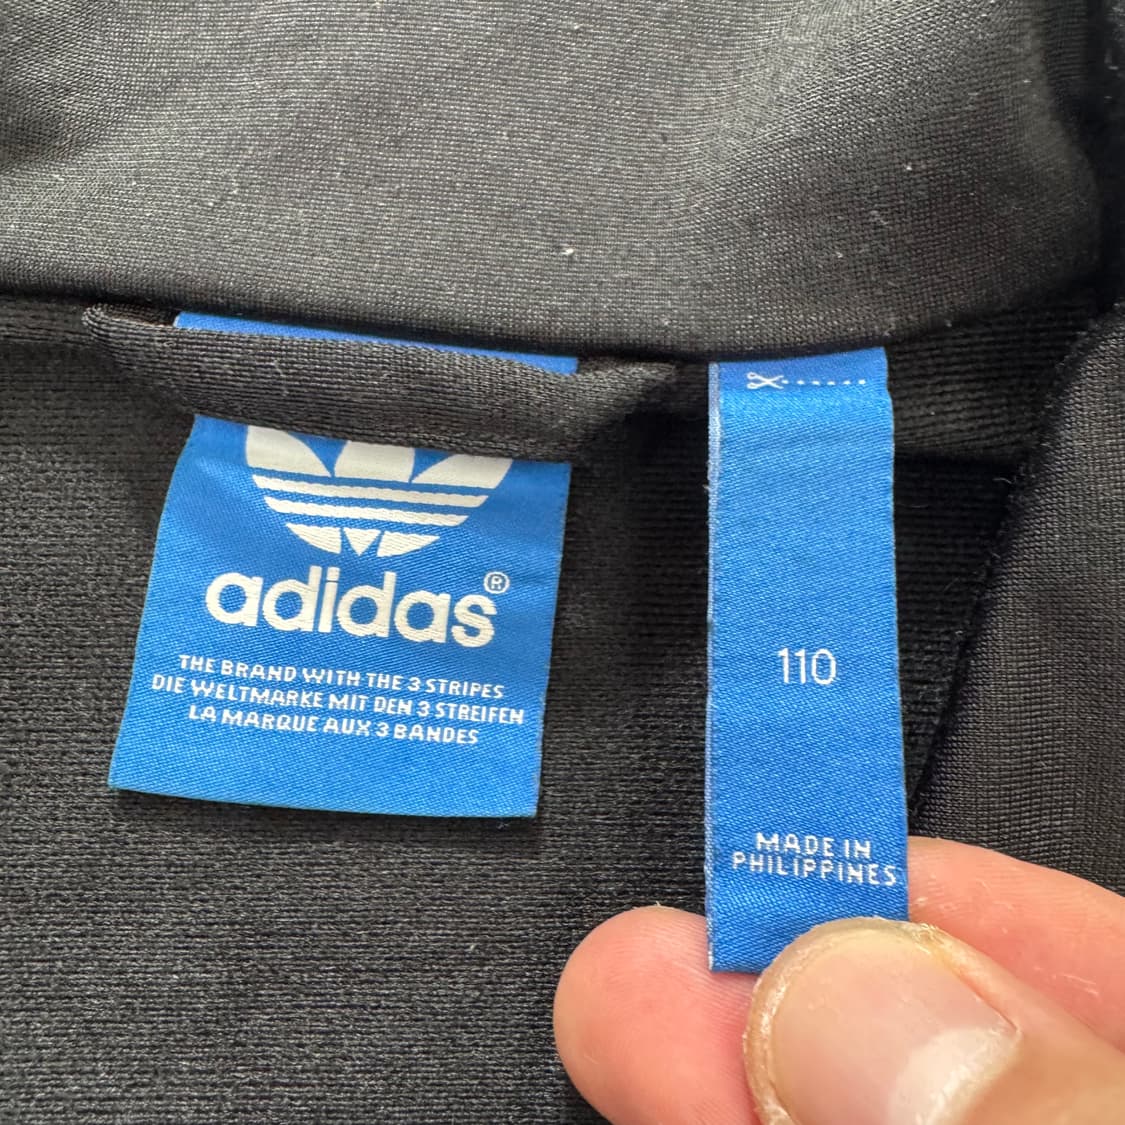 adidas®
THE BRAND WITH THE 3 STRIPES
DIE WELTMARKE MIT DEN 3 STREIFEN
LA MARQUE AUX 3 BANDES
110
MADE IN
PHILIPPINES